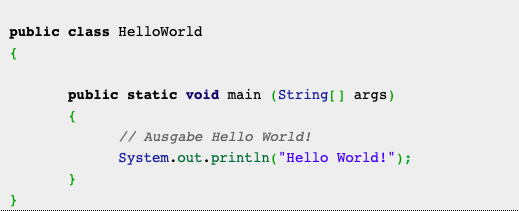 public class HelloWorld
{
public static void main (String[] args)
{
// Ausgabe Hello World!
System.out.println("Hello World!");
}
}